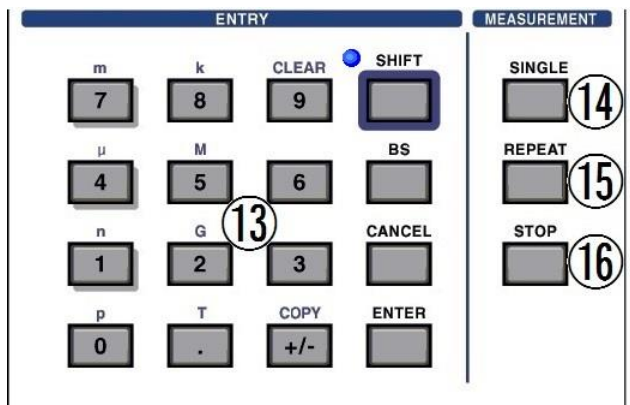 ENTRY MEASUREMENT
m k CLEAR SHIFT SINGLE
7 8 9 14
µ M BS REPEAT
4 5 6 15
n G 13 CANCEL STOP
1 2 3 16
p T COPY ENTER
0 . +/-